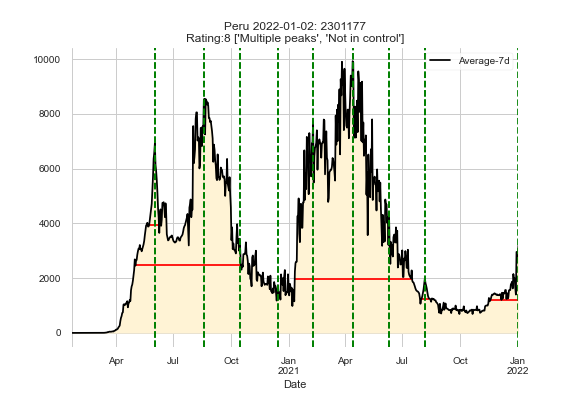 Peru 2022-01-02: 2301177
Rating:8 ['Multiple peaks', 'Not in control']
Average-7d
10000
8000
6000
4000
2000
0
Apr Jul Oct Jan Apr Jul Oct Jan
2021 2022
Date